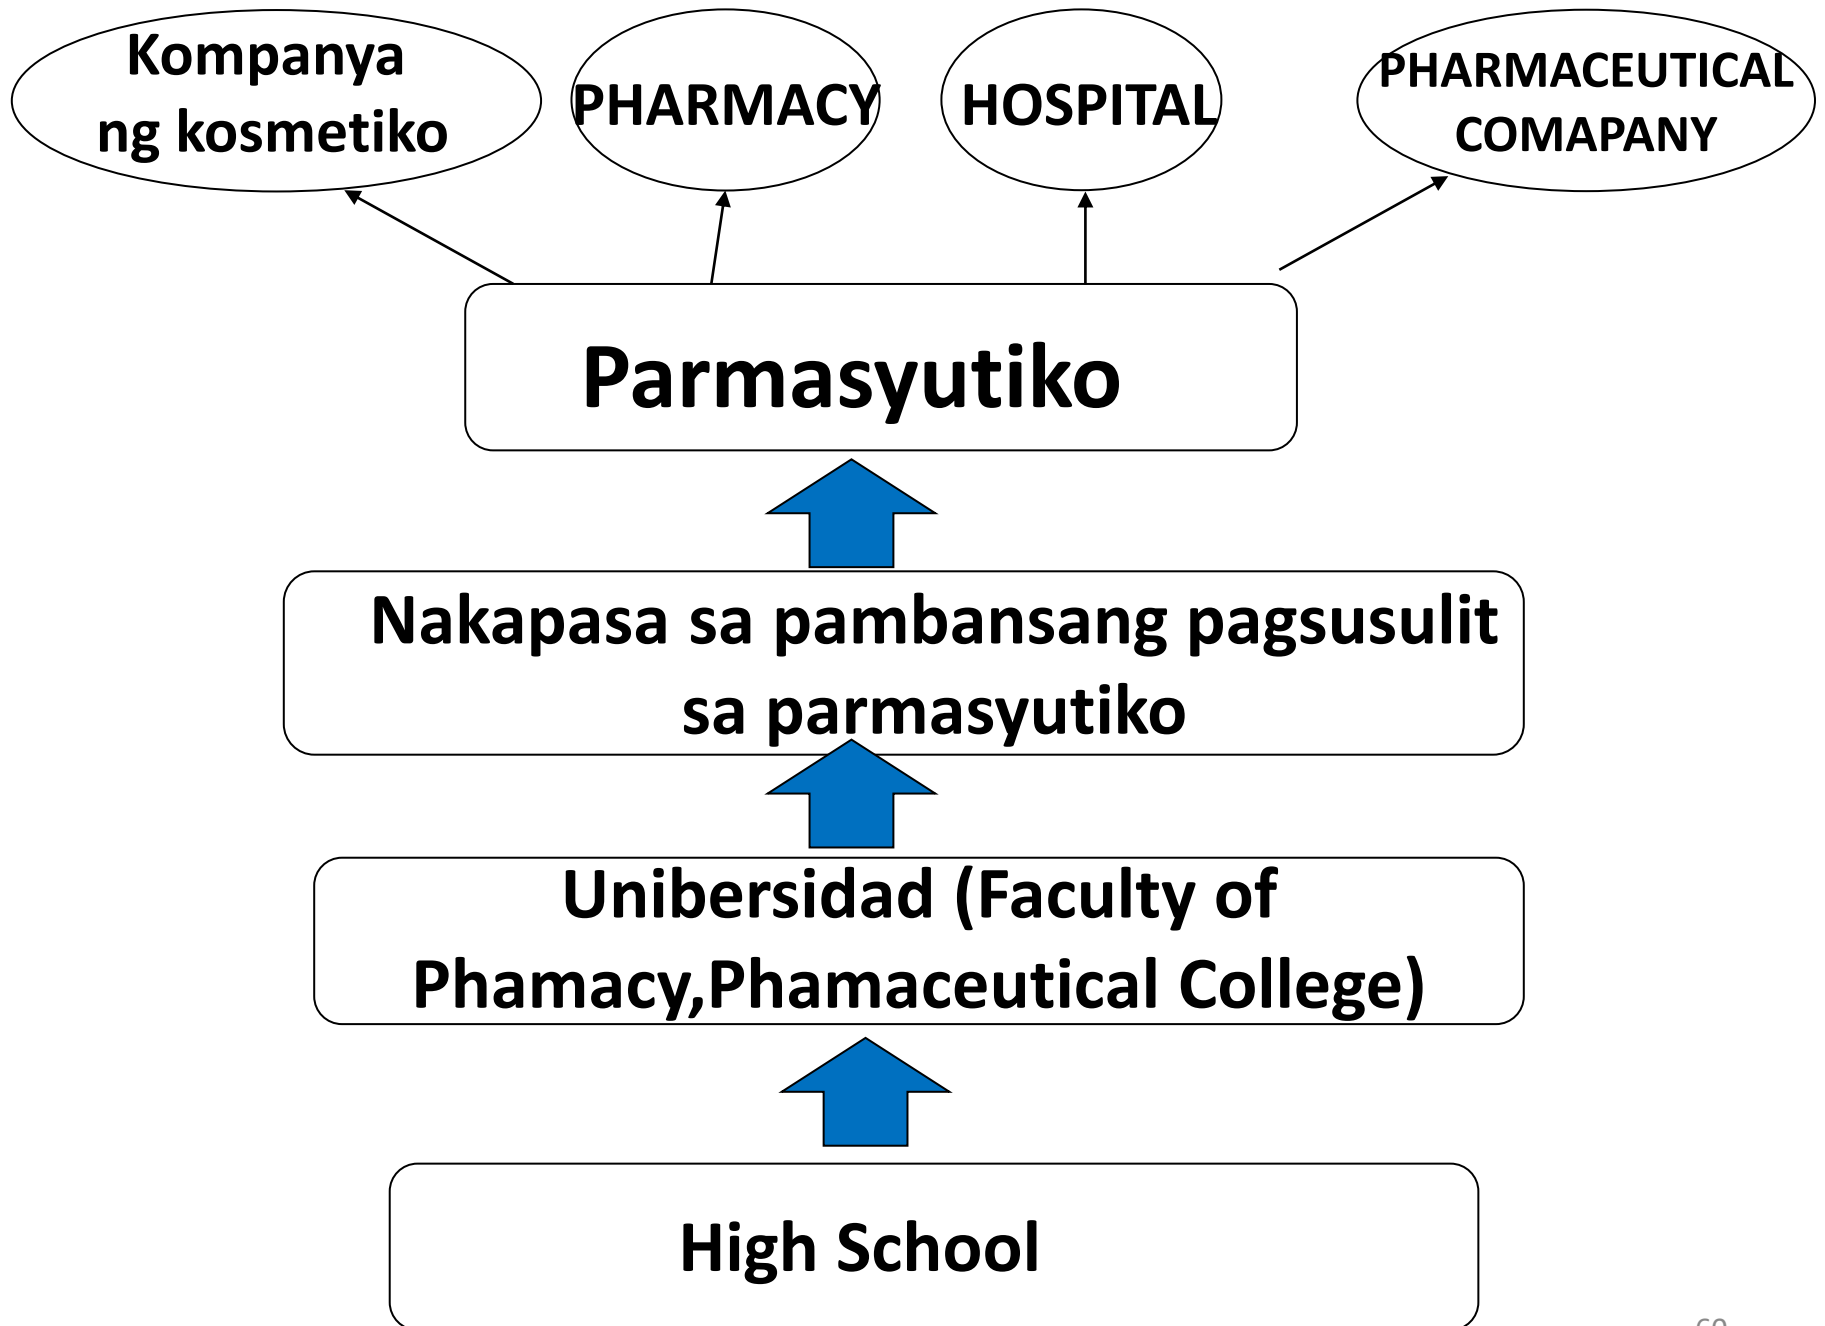 Kompanya
ng kosmetiko
PHARMACY
HOSPITAL
PHARMACEUTICAL
COMAPANY
Parmasyutiko
Nakapasa sa pambansang pagsusulit
sa parmasyutiko
Unibersidad (Faculty of
Phamacy,Phamaceutical College)
High School